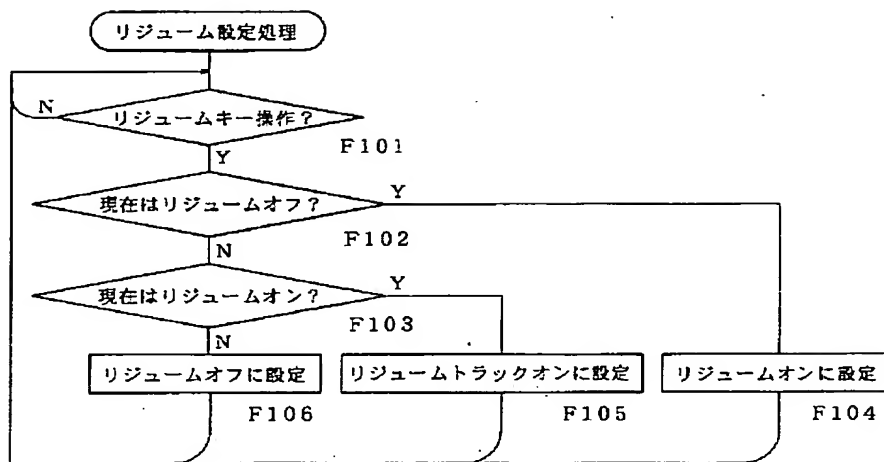 リジューム設定処理
N
リジュームキー操作？
F101
Y
現在はリジュームオフ？
Y
F102
N
現在はリジュームオン？
Y
F103
N
リジュームオフに設定
リジュームトラックオンに設定
リジュームオンに設定
F106
F105
F104